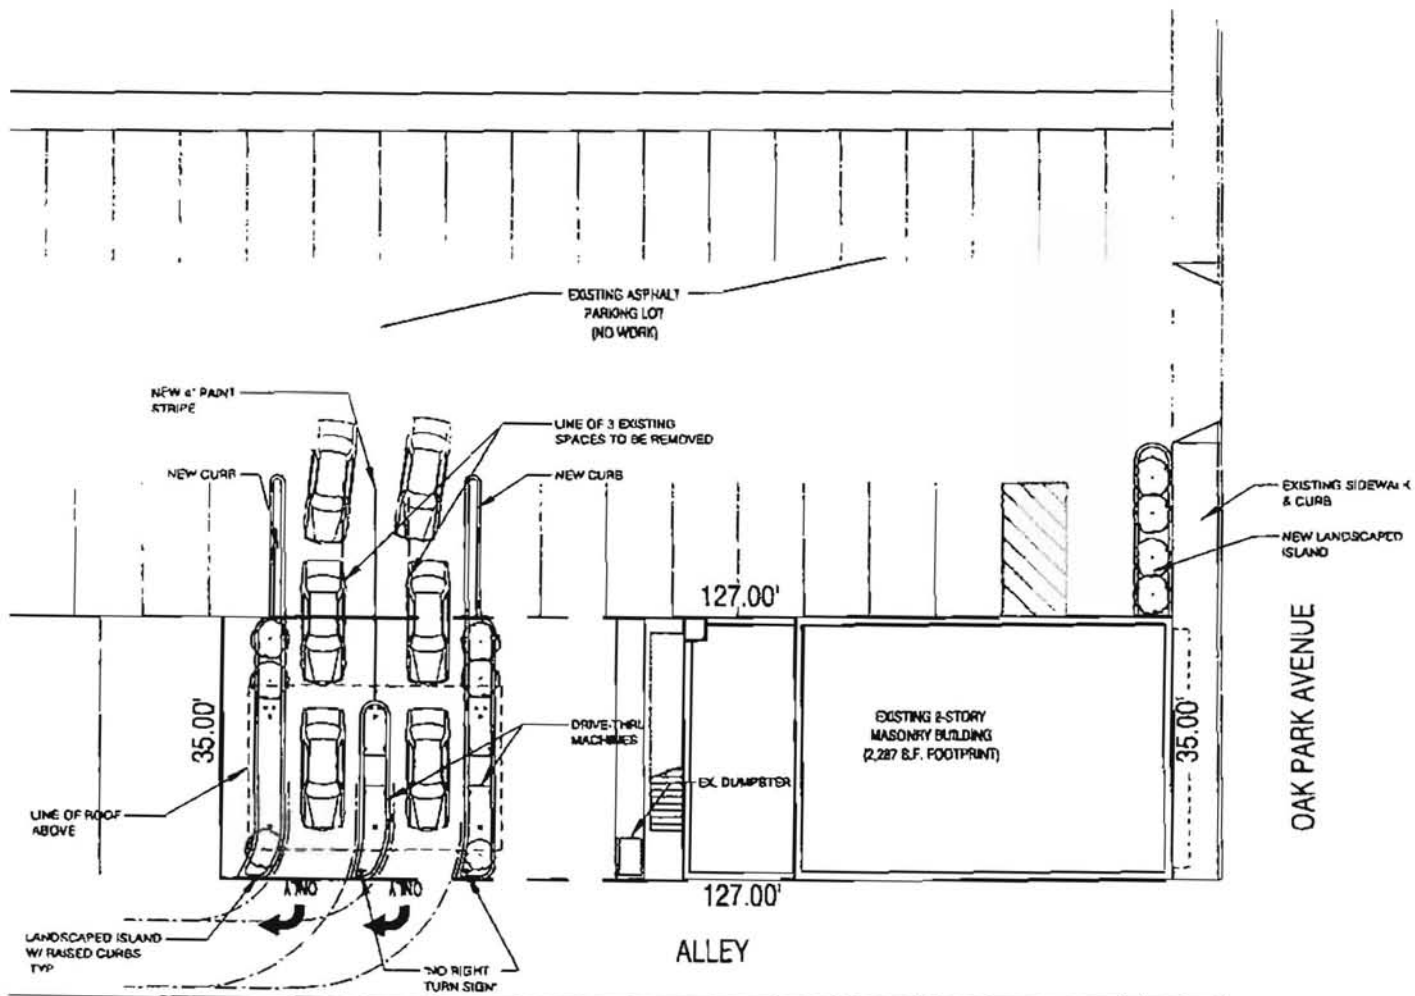 EXISTING ASPHALT
PARKING LOT
(NO WORK)
NEW 4" PAINT
STRIPE
LINE OF 3 EXISTING
SPACES TO BE REMOVED
NEW CURB
NEW CURB
EXISTING SIDEWALK
& CURB
NEW LANDSCAPED
ISLAND
127.00'
35.00'
DRIVE-THRU
MACHINES
EXISTING 2-STORY
MASONRY BUILDING
(2,287 S.F. FOOTPRINT)
35.00'
OAK PARK AVENUE
EX. DUMPSTER
LINE OF ROOF
ABOVE
ONLY
ONLY
127.00'
LANDSCAPED ISLAND
W/ RAISED CURBS
TYP
"NO RIGHT
TURN SIGN"
ALLEY